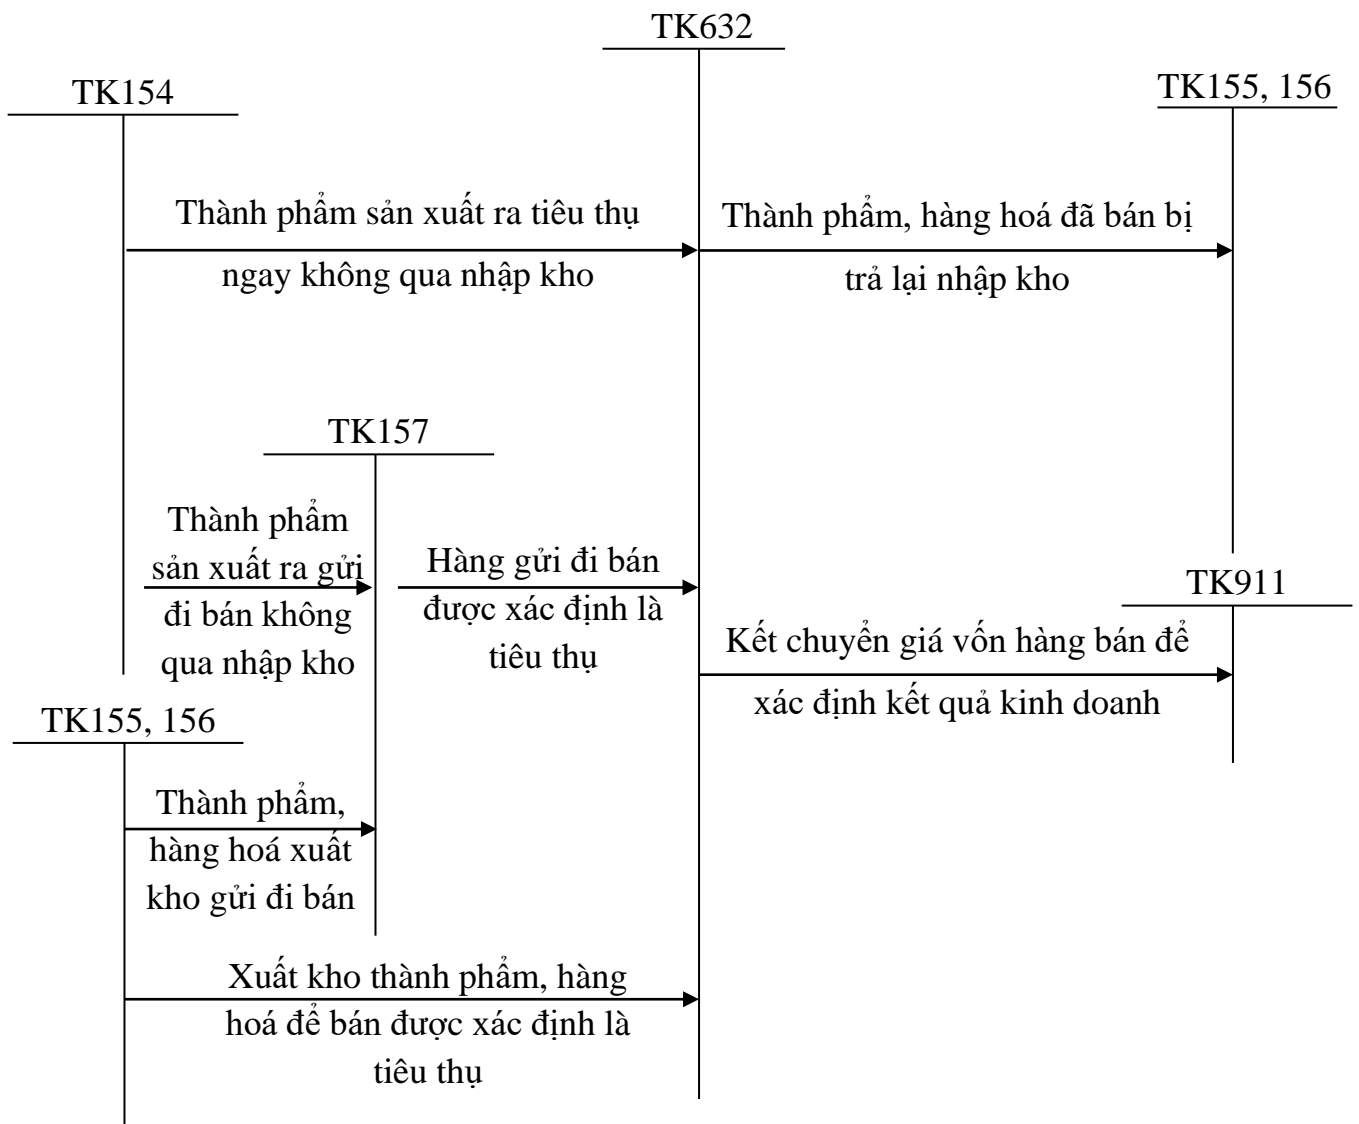 TK632
TK154
TK155, 156
Thành phẩm sản xuất ra tiêu thụ
ngay không qua nhập kho
Thành phẩm, hàng hoá đã bán bị
trả lại nhập kho
TK157
Thành phẩm
sản xuất ra gửi
đi bán không
qua nhập kho
Hàng gửi đi bán
được xác định là
tiêu thụ
TK911
Kết chuyển giá vốn hàng bán để
xác định kết quả kinh doanh
TK155, 156
Thành phẩm,
hàng hoá xuất
kho gửi đi bán
Xuất kho thành phẩm, hàng
hoá để bán được xác định là
tiêu thụ